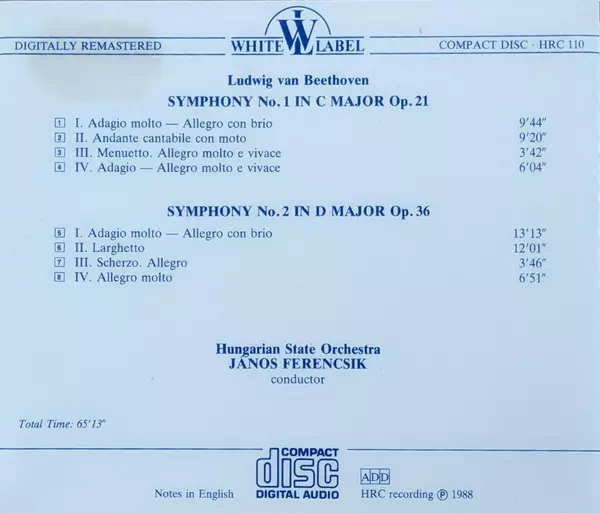 DIGITALLY REMASTERED
WL
WHITE LABEL
COMPACT DISC · HRC 110
Ludwig van Beethoven
SYMPHONY No. 1 IN C MAJOR Op. 21
1 I. Adagio molto — Allegro con brio 9′44″
2 II. Andante cantabile con moto 9′20″
3 III. Menuetto. Allegro molto e vivace 3′42″
4 IV. Adagio — Allegro molto e vivace 6′04″
SYMPHONY No. 2 IN D MAJOR Op. 36
5 I. Adagio molto — Allegro con brio 13′13″
6 II. Larghetto 12′01″
7 III. Scherzo. Allegro 3′46″
8 IV. Allegro molto 6′51″
Hungarian State Orchestra
JÁNOS FERENCSIK
conductor
Total Time: 65′13″
COMPACT
disc
DIGITAL AUDIO
Notes in English
ADD
HRC recording Ⓟ 1988